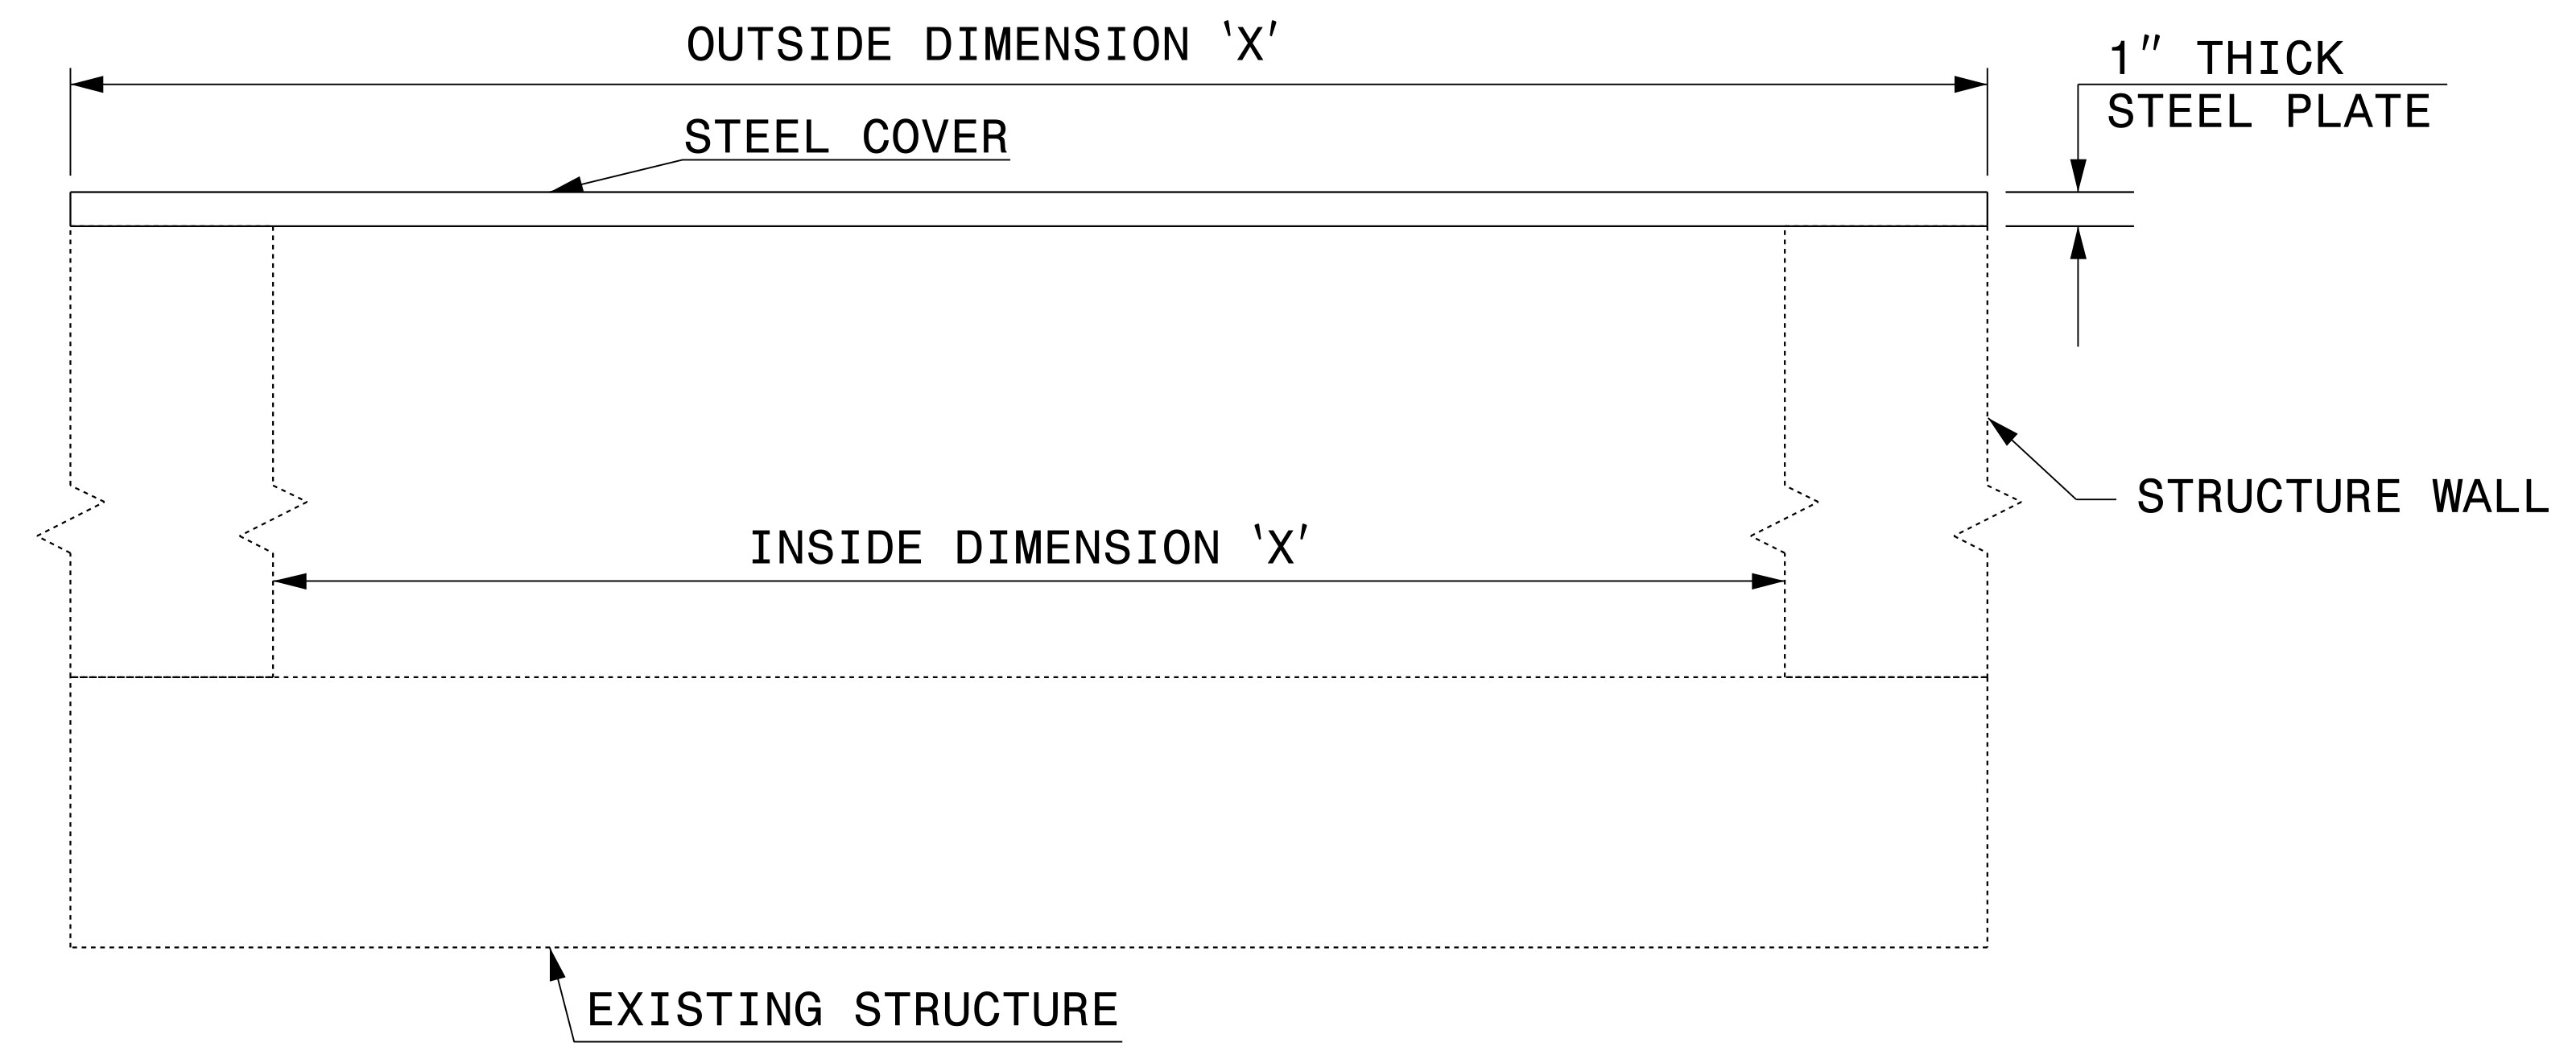 OUTSIDE DIMENSION 'X'
1" THICK
STEEL PLATE
STEEL COVER
STRUCTURE WALL
INSIDE DIMENSION 'X'
EXISTING STRUCTURE